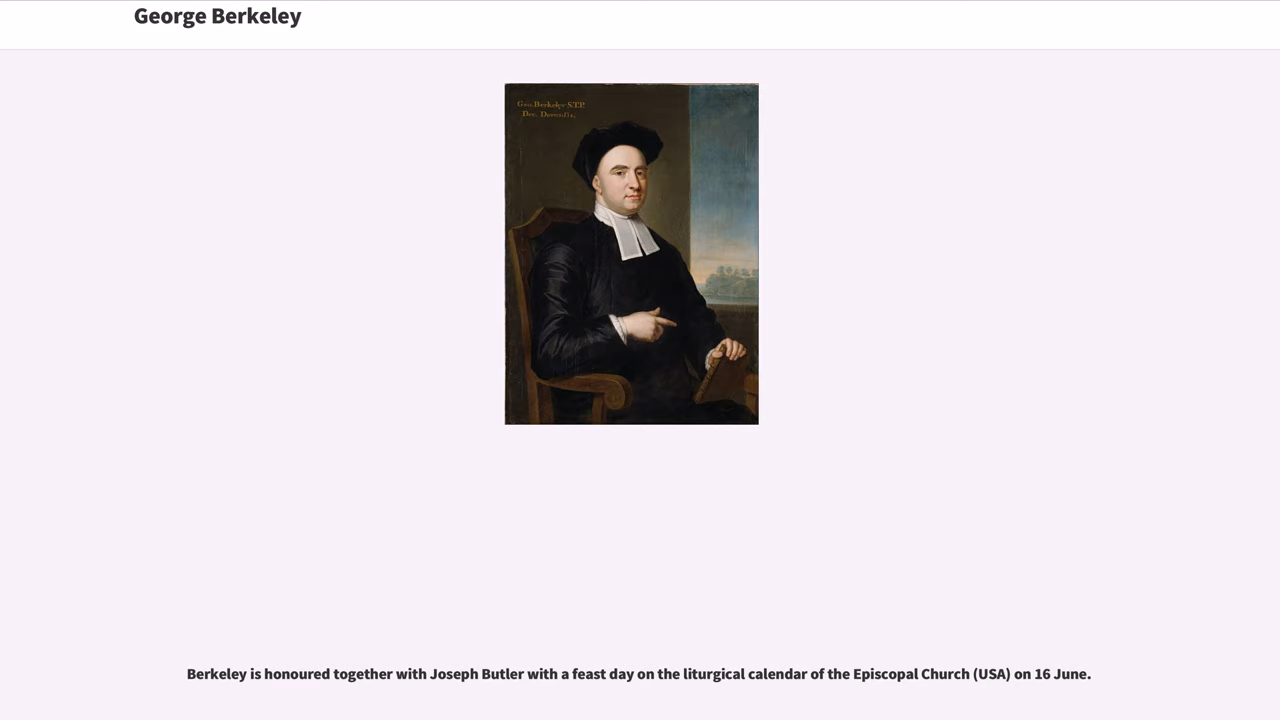 George Berkeley
Geo. Berkeley S.T.P.
Dec.
Berkeley is honoured together with Joseph Butler with a feast day on the liturgical calendar of the Episcopal Church (USA) on 16 June.